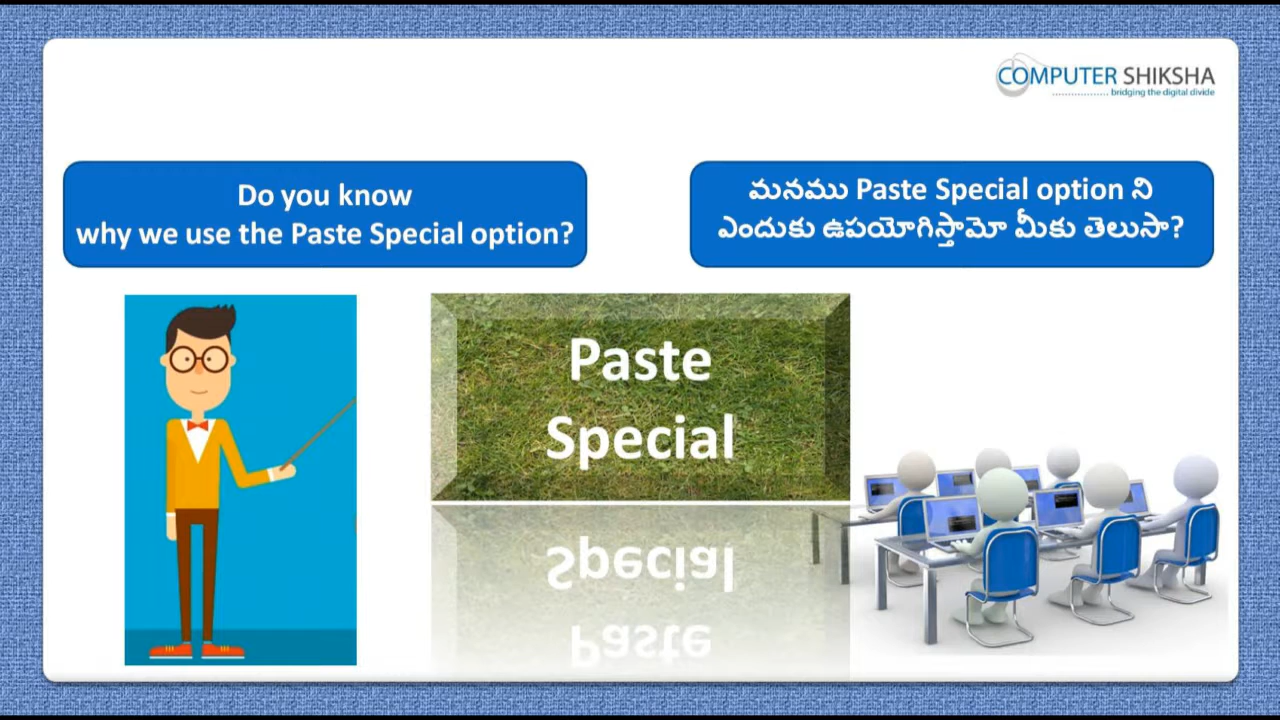 COMPUTER SHIKSHA
bridging the digital divide
Do you know
why we use the Paste Special option?
మనము Paste Special option ని
ఎందుకు ఉపయోగిస్తామో మీకు తెలుసా?
Paste
Special